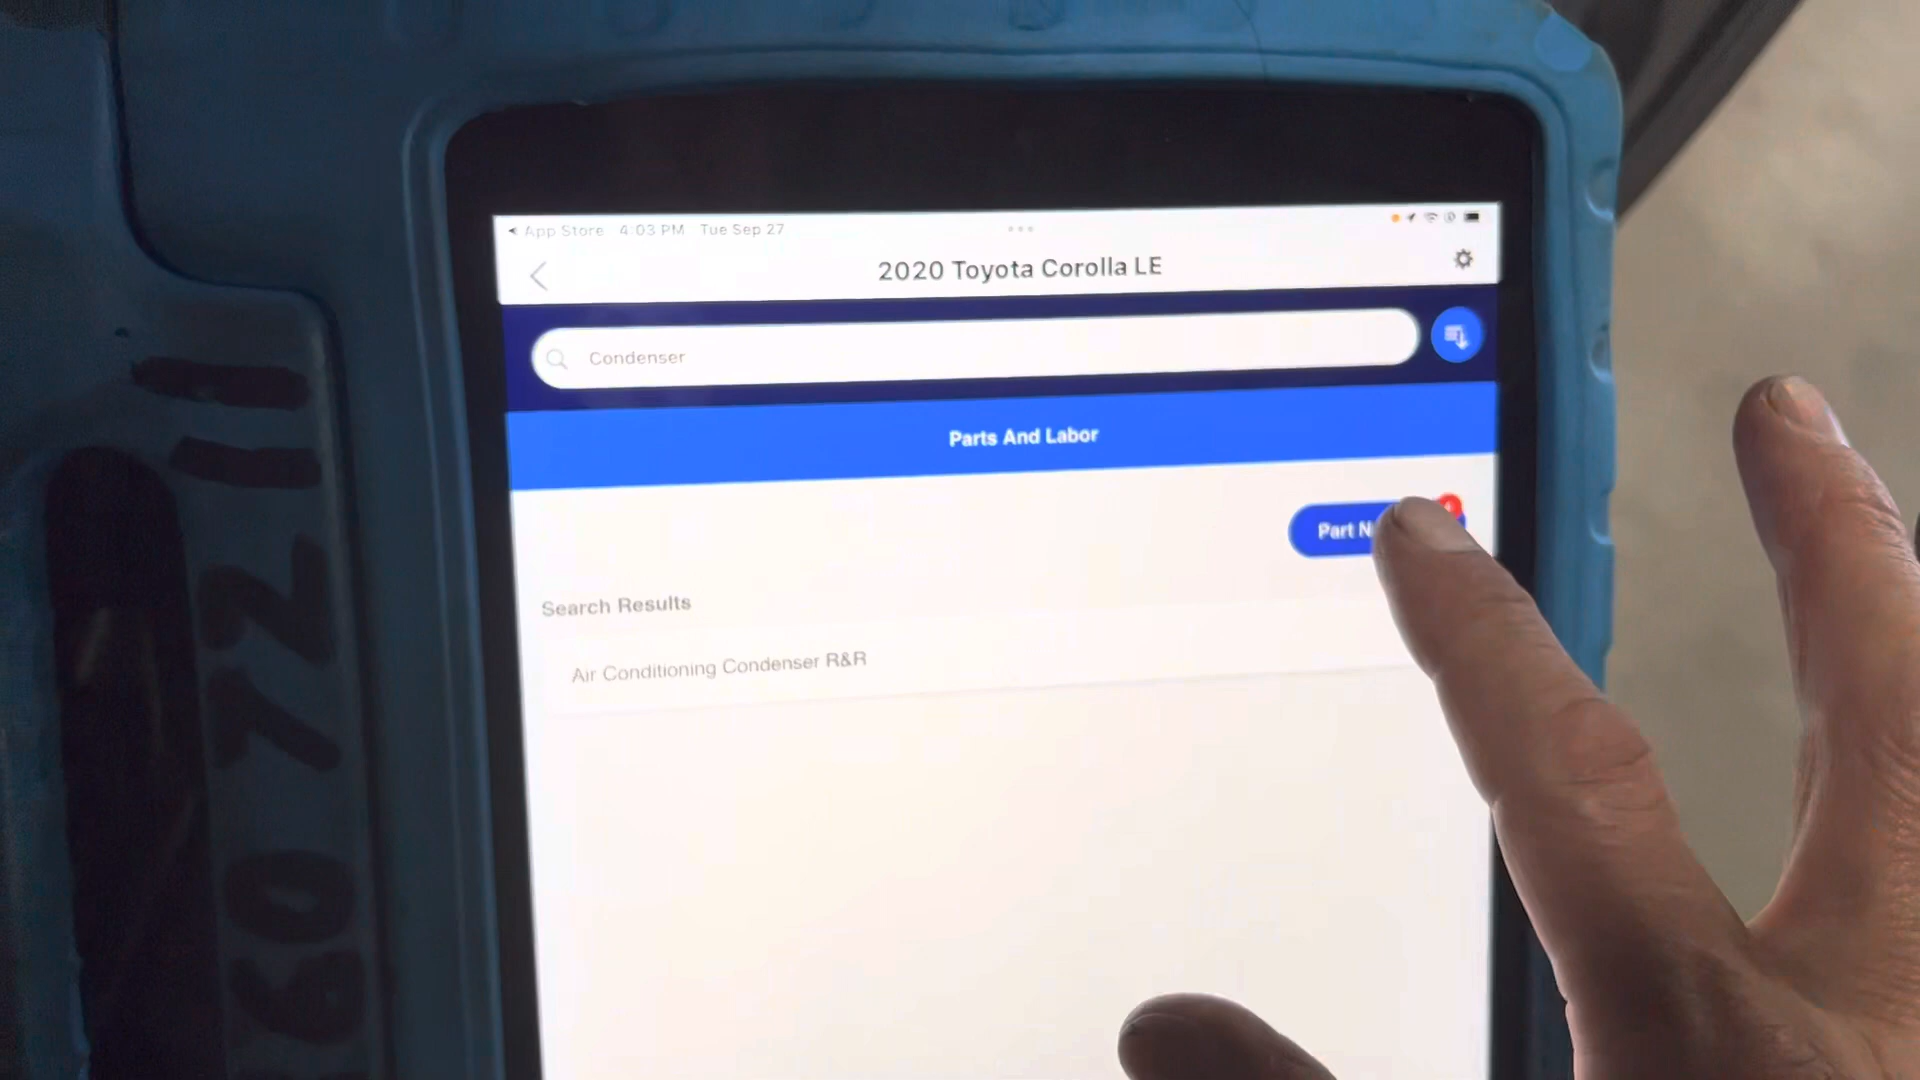 App Store 4:03 PM Tue Sep 27
2020 Toyota Corolla LE
Condenser
Parts And Labor
Part
Search Results
Air Conditioning Condenser R&R